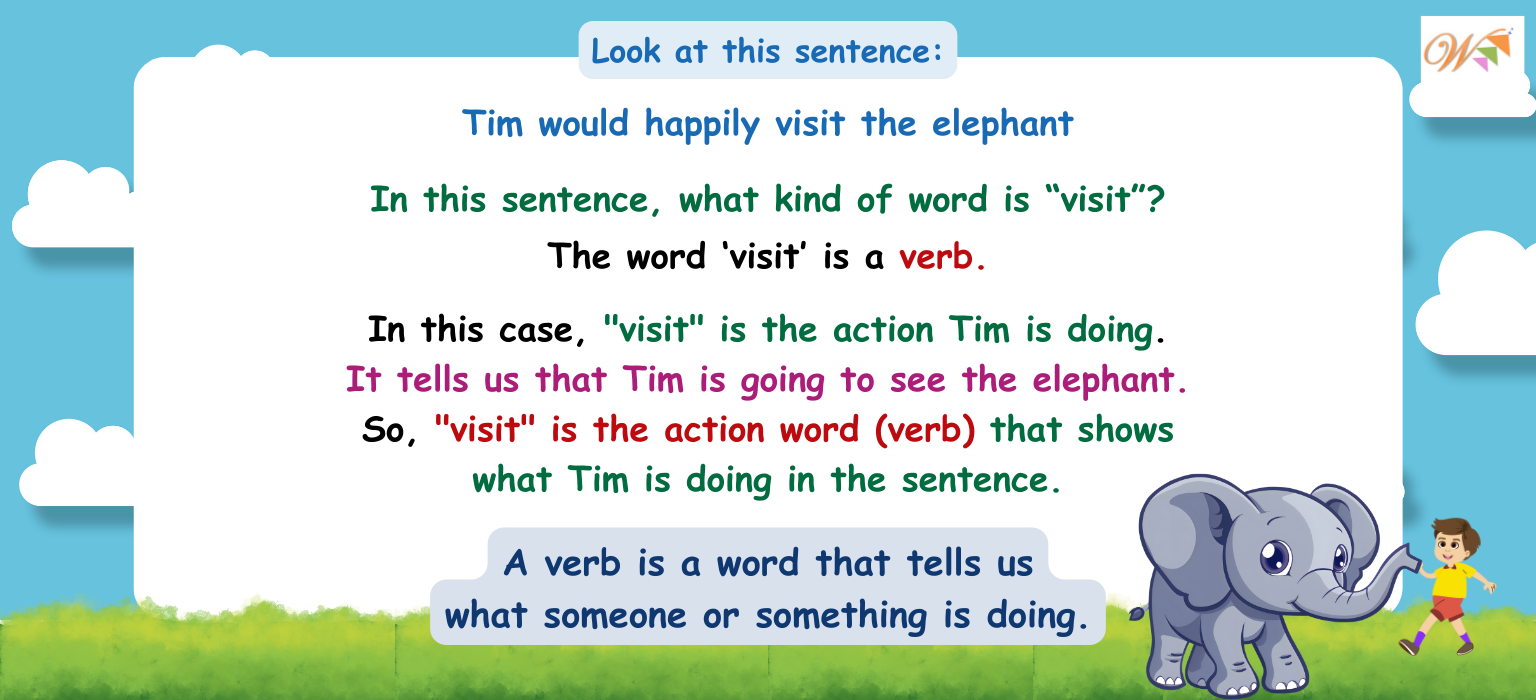 Look at this sentence:
W
Tim would happily visit the elephant
In this sentence, what kind of word is “visit”?
The word ‘visit’ is a verb.
In this case, "visit" is the action Tim is doing.
It tells us that Tim is going to see the elephant.
So, "visit" is the action word (verb) that shows
what Tim is doing in the sentence.
A verb is a word that tells us
what someone or something is doing.